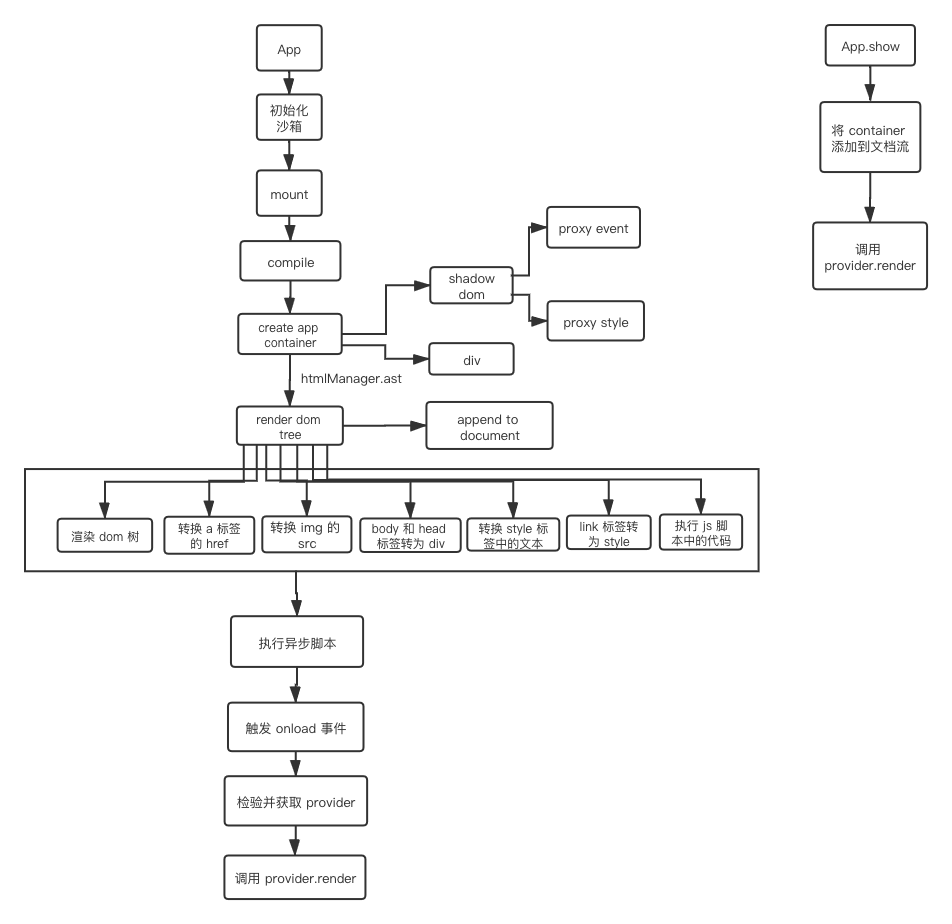 App
初始化
沙箱
mount
compile
create app
container
shadow
dom
proxy event
proxy style
div
htmlManager.ast
render dom
tree
append to
document
渲染 dom 树
转换 a 标签
的 href
转换 img 的
src
body 和 head
标签转为 div
转换 style 标
签中的文本
link 标签转
为 style
执行 js 脚
本中的代码
执行异步脚本
触发 onload 事件
检验并获取 provider
调用 provider.render
App.show
将 container
添加到文档流
调用
provider.render